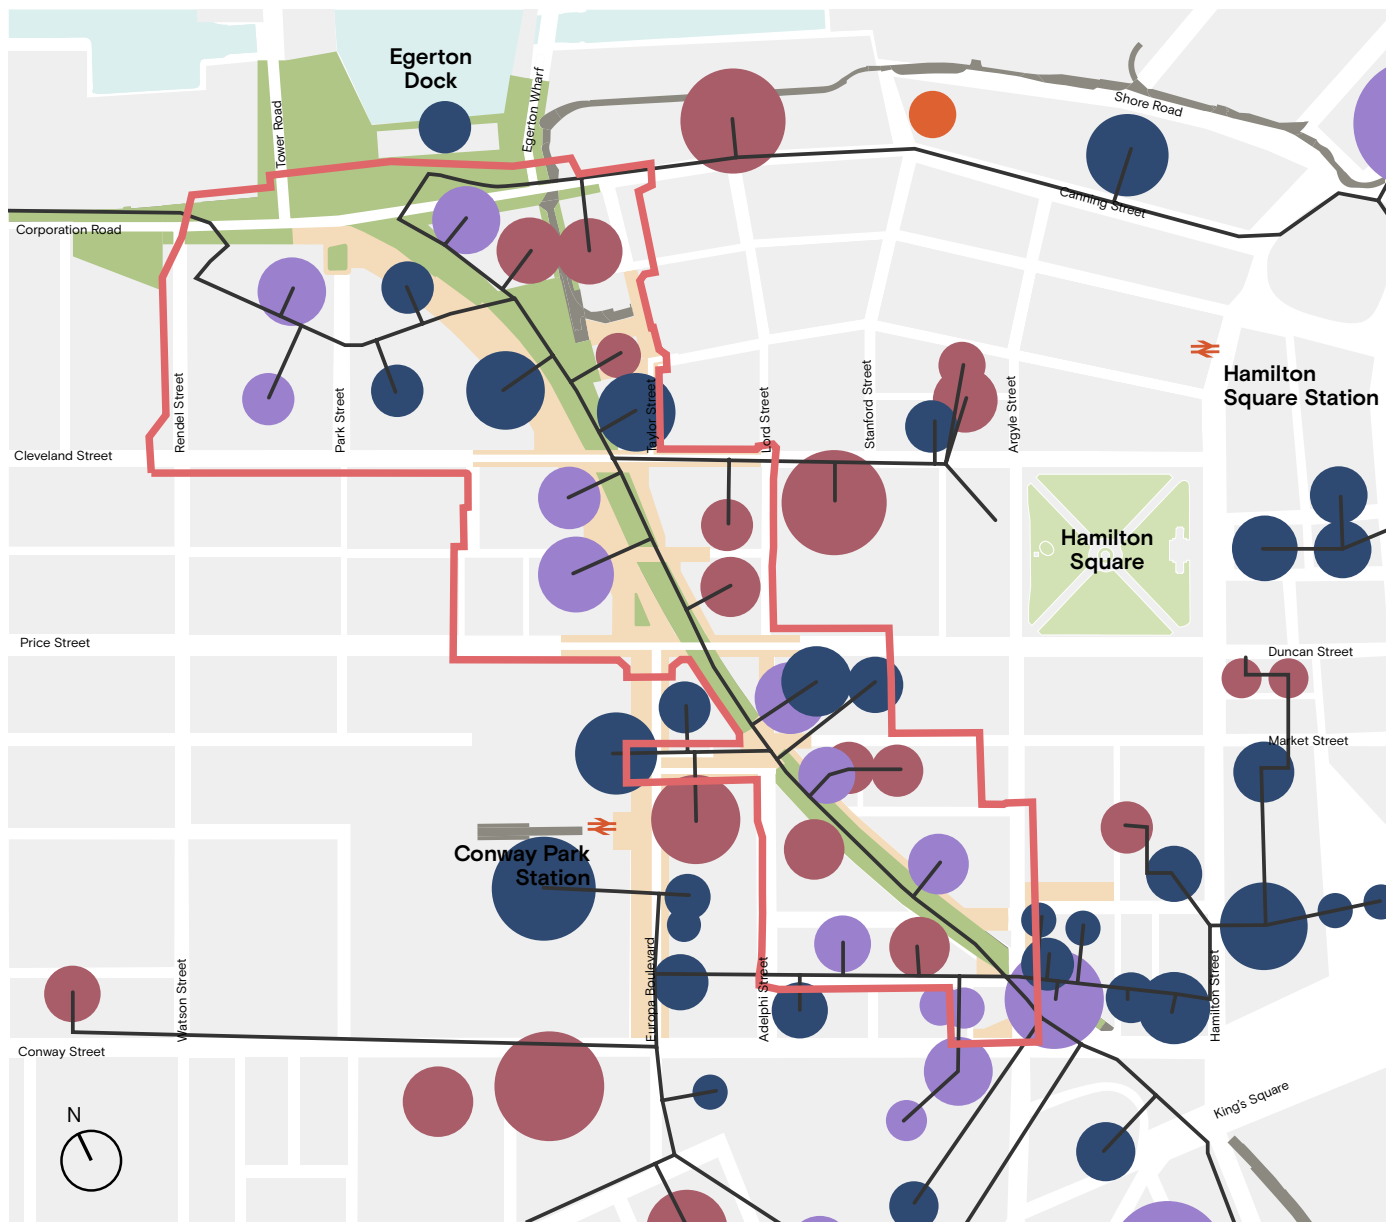 Egerton
Dock
Tower Road
Egerton Wharf
Shore Road
Canning Street
Corporation Road
Hamilton
Square Station
Rendel Street
Park Street
Taylor Street
Lord Street
Stanford Street
Argyle Street
Cleveland Street
Hamilton
Square
Price Street
Duncan Street
Market Street
Conway Park
Station
Watson Street
Europa Boulevard
Adelphi Street
Hamilton Street
Conway Street
King's Square
N